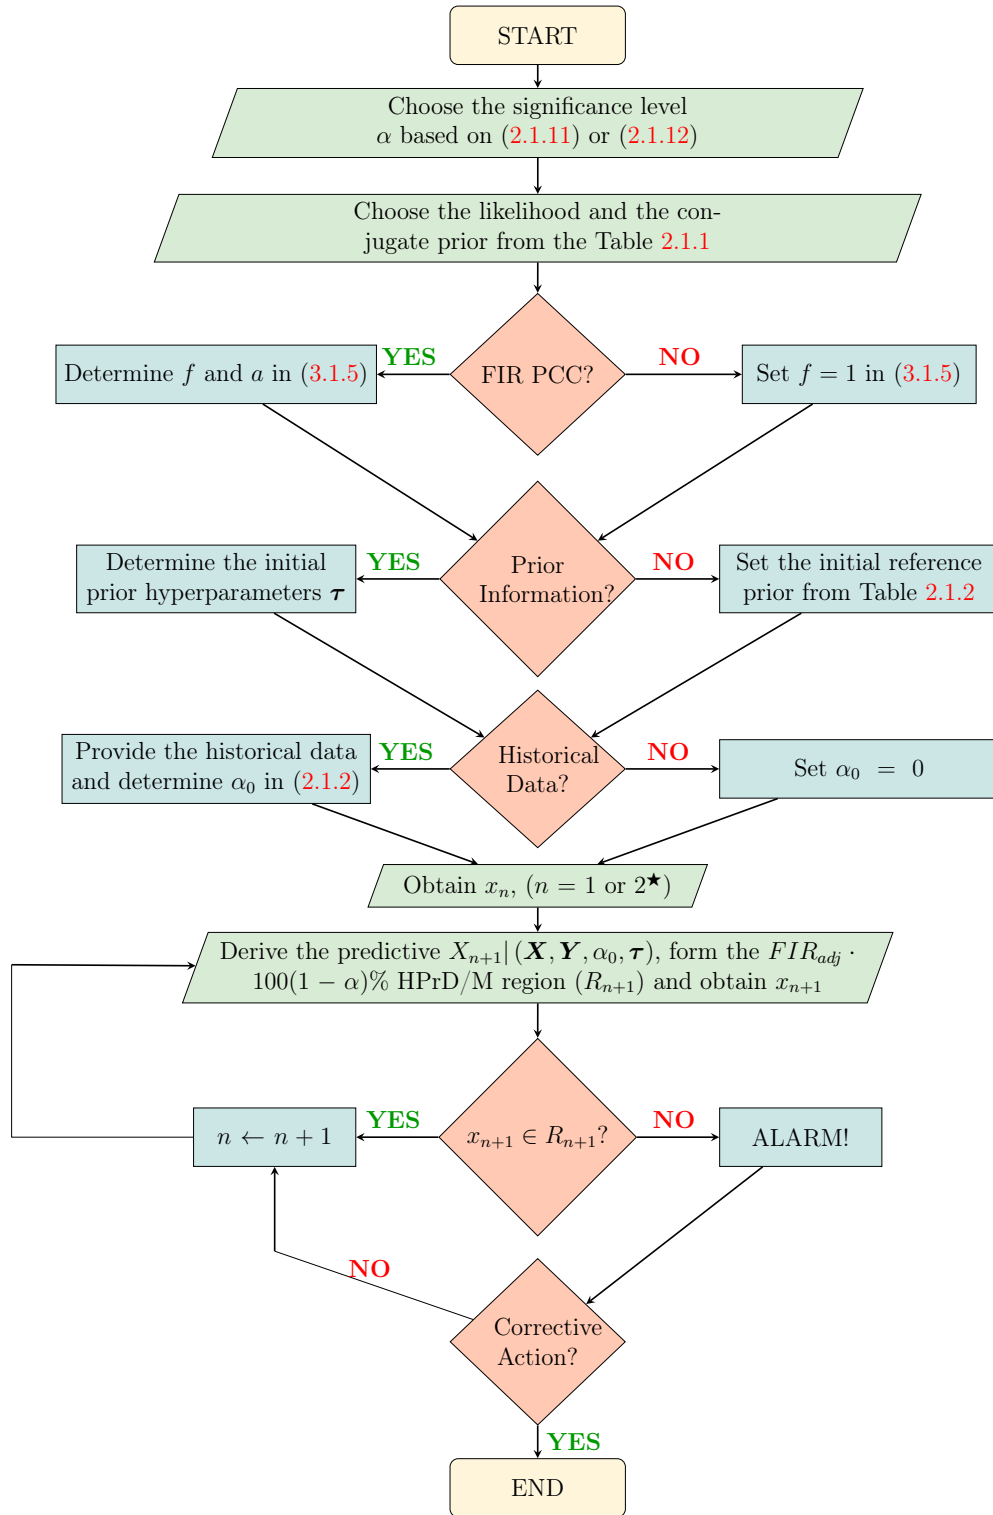 START
Choose the significance level
α based on (2.1.11) or (2.1.12)
Choose the likelihood and the con-
jugate prior from the Table 2.1.1
FIR PCC?
YES
NO
Determine f and a in (3.1.5)
Set f = 1 in (3.1.5)
Prior
Information?
YES
NO
Determine the initial
prior hyperparameters τ
Set the initial reference
prior from Table 2.1.2
Historical
Data?
YES
NO
Provide the historical data
and determine α₀ in (2.1.2)
Set α₀ = 0
Obtain xₙ, (n = 1 or 2★)
Derive the predictive Xₙ₊₁| (X, Y, α₀, τ), form the FIR_adj ·
100(1 − α)% HPrD/M region (Rₙ₊₁) and obtain xₙ₊₁
xₙ₊₁ ∈ Rₙ₊₁?
YES
NO
n ← n + 1
ALARM!
NO
Corrective
Action?
YES
END